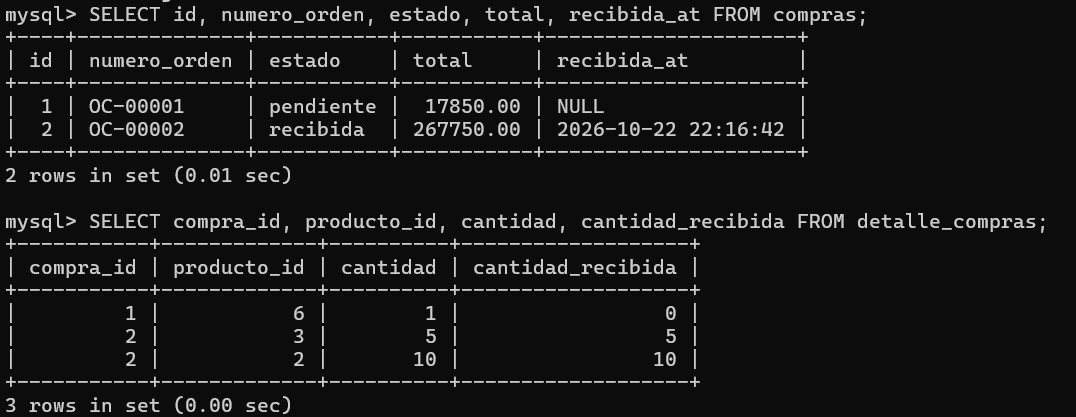 mysql> SELECT id, numero_orden, estado, total, recibida_at FROM compras;
+----+--------------+-----------+-----------+---------------------+
| id | numero_orden | estado    | total     | recibida_at         |
+----+--------------+-----------+-----------+---------------------+
|  1 | OC-00001     | pendiente |  17850.00 | NULL                |
|  2 | OC-00002     | recibida  | 267750.00 | 2026-10-22 22:16:42 |
+----+--------------+-----------+-----------+---------------------+
2 rows in set (0.01 sec)
mysql> SELECT compra_id, producto_id, cantidad, cantidad_recibida FROM detalle_compras;
+-----------+-------------+----------+-------------------+
| compra_id | producto_id | cantidad | cantidad_recibida |
+-----------+-------------+----------+-------------------+
|         1 |           6 |        1 |                 0 |
|         2 |           3 |        5 |                 5 |
|         2 |           2 |       10 |                10 |
+-----------+-------------+----------+-------------------+
3 rows in set (0.00 sec)